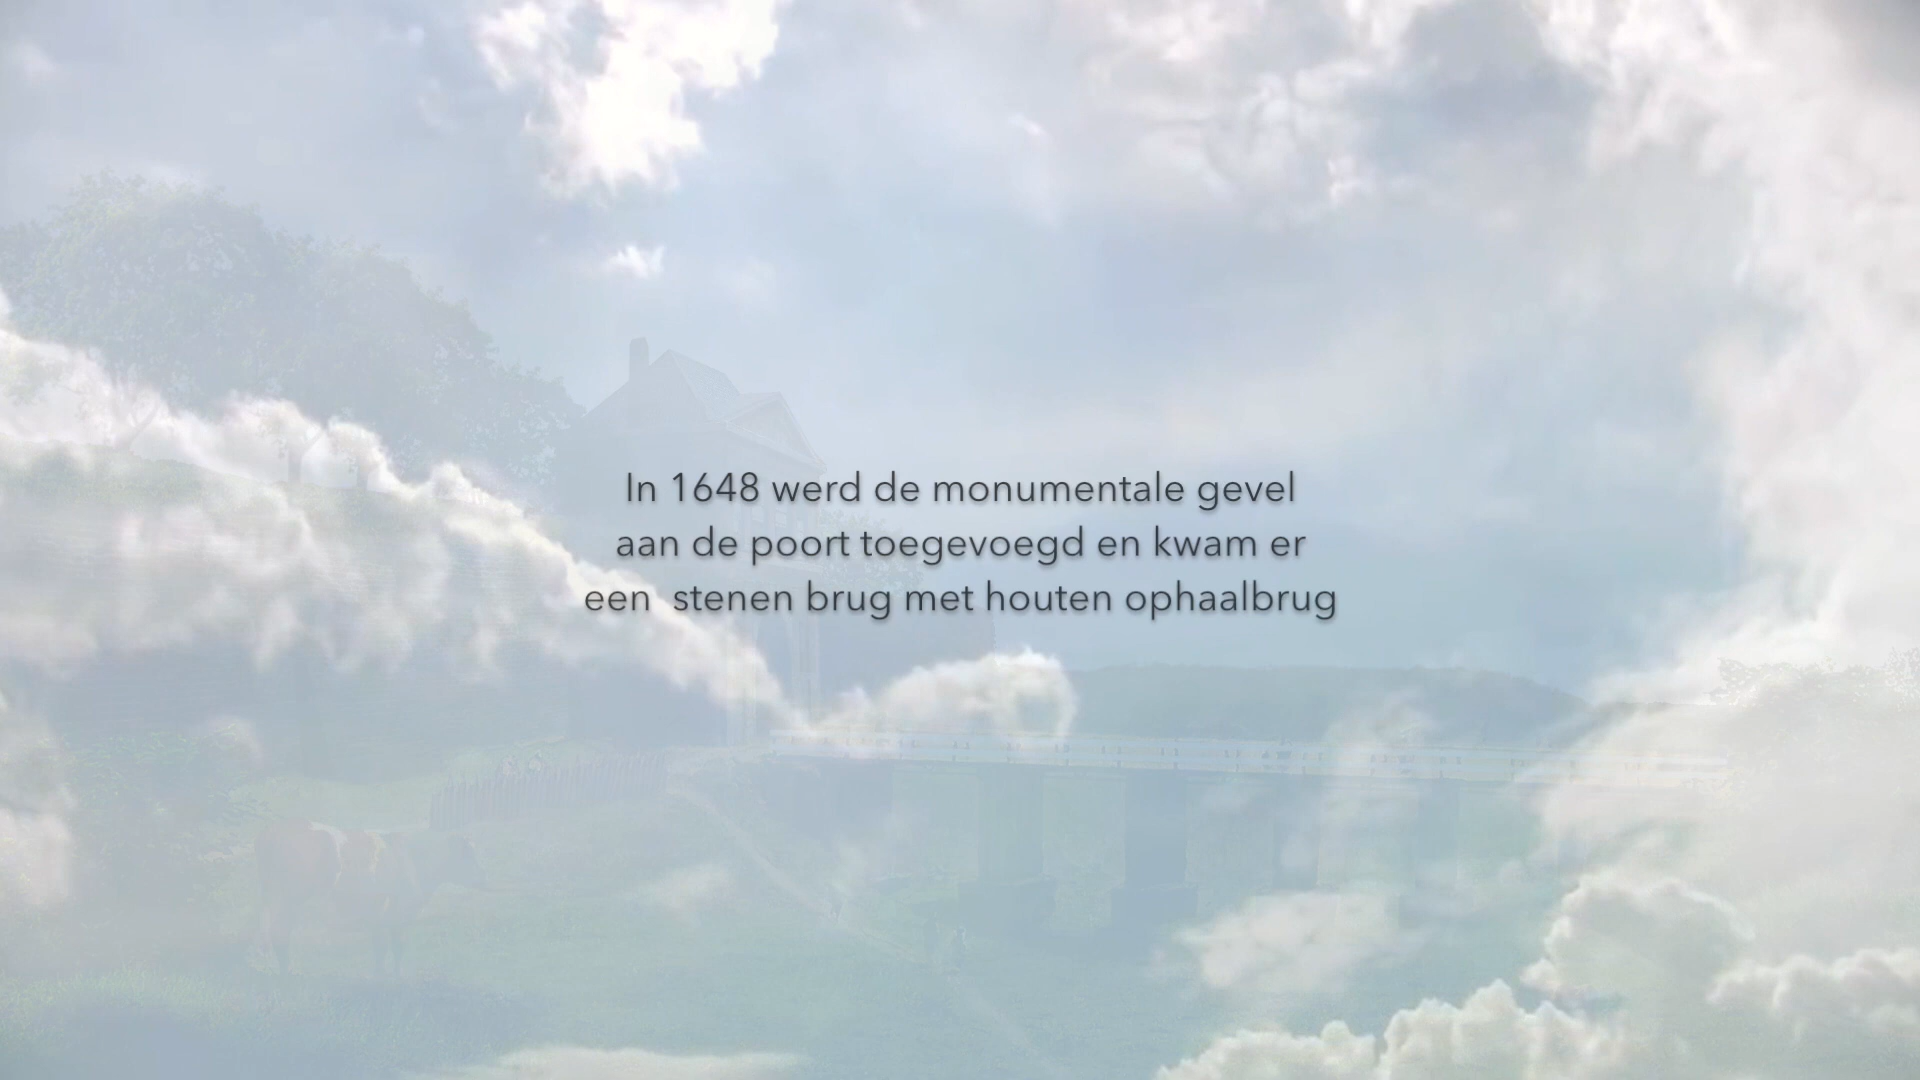 In 1648 werd de monumentale gevel
aan de poort toegevoegd en kwam er
een  stenen brug met houten ophaalbrug